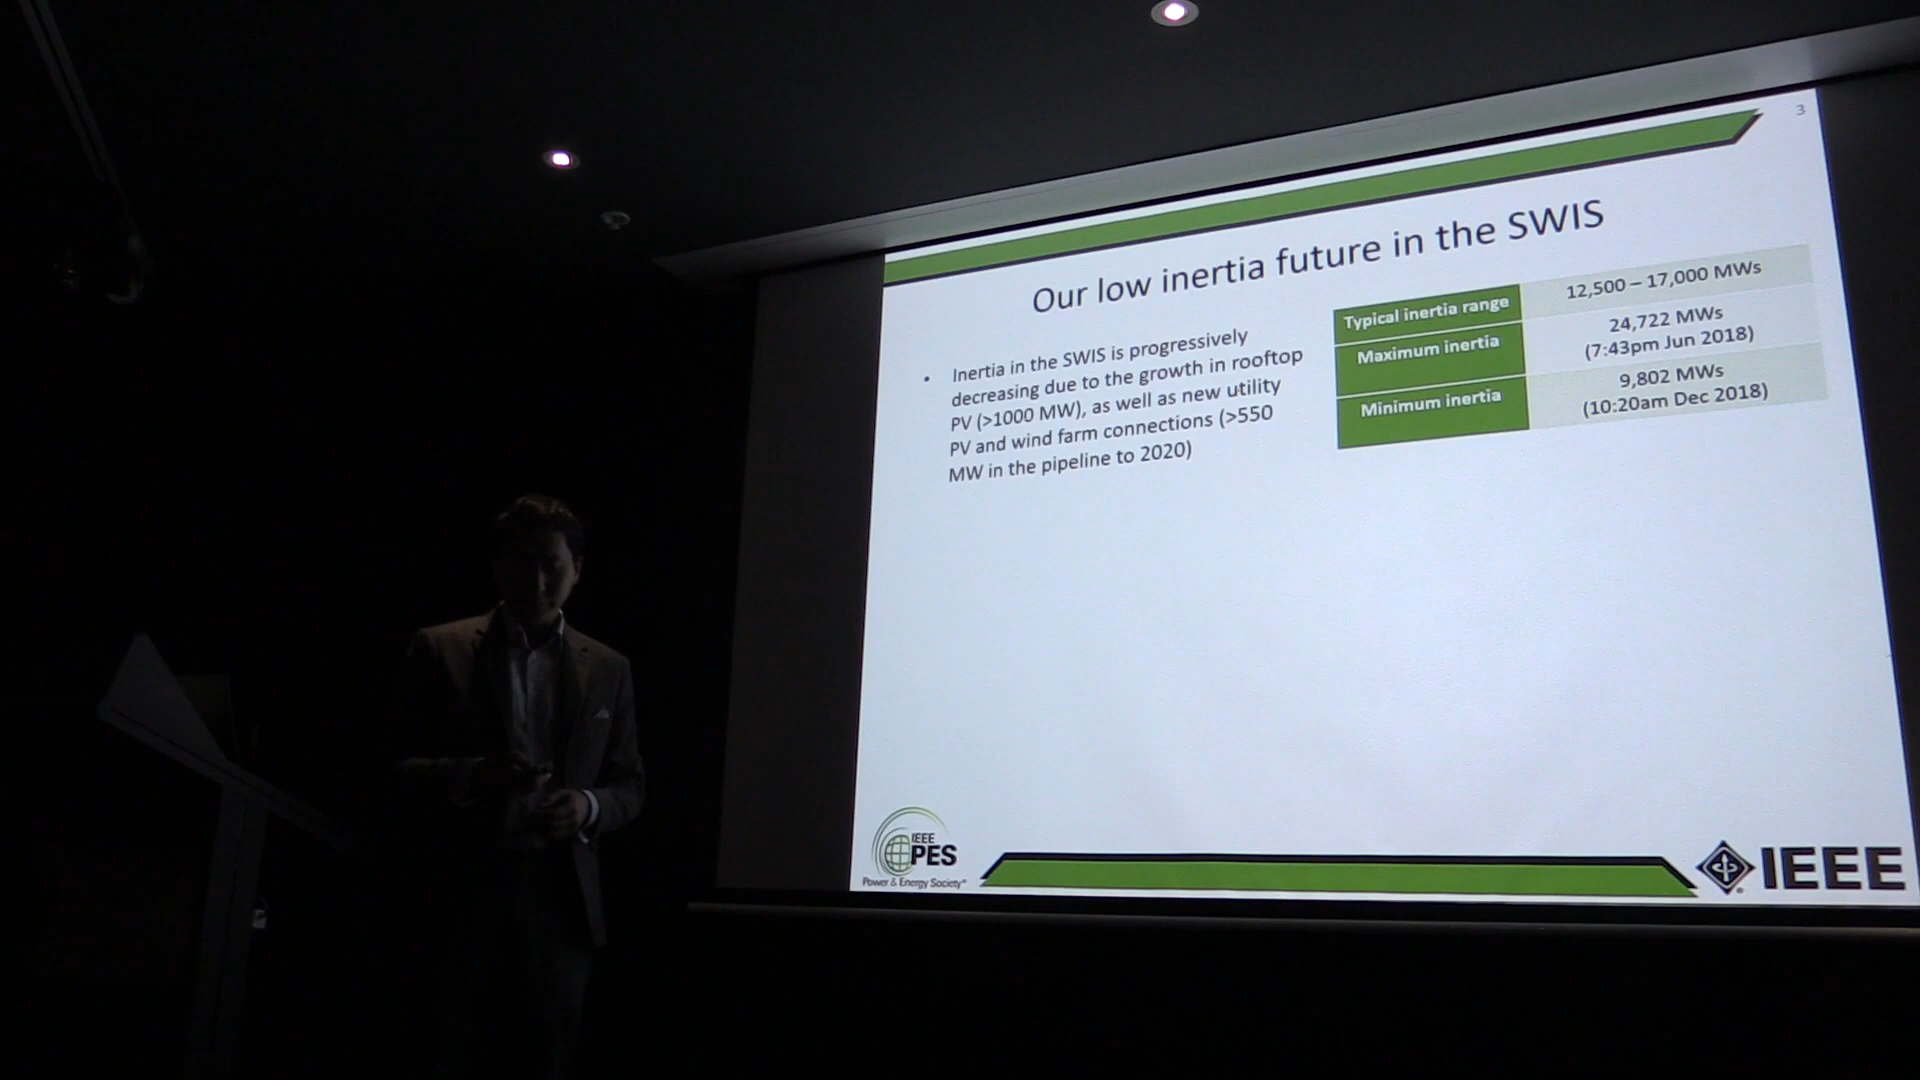 3
Our low inertia future in the SWIS
• Inertia in the SWIS is progressively
decreasing due to the growth in rooftop
PV (>1000 MW), as well as new utility
PV and wind farm connections (>550
MW in the pipeline to 2020)
Typical inertia range 12,500 – 17,000 MWs
Maximum inertia 24,722 MWs
(7:43pm Jun 2018)
Minimum inertia 9,802 MWs
(10:20am Dec 2018)
IEEE
PES
Power & Energy Society®
IEEE